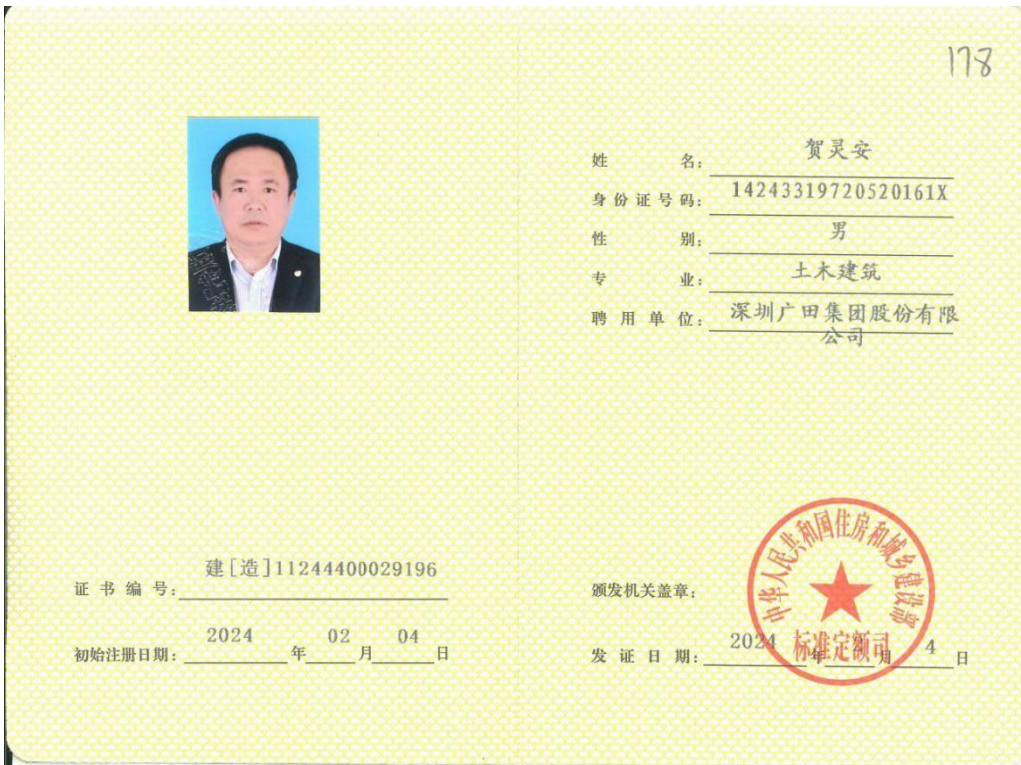 178
姓 名: 贺灵安
身份证号码: 14243319720520161X
性 别: 男
专 业: 土木建筑
聘用单位: 深圳广田集团股份有限
公司
证书编号: 建[造]11244400029196
初始注册日期: 2024 年 02 月 04 日
颁发机关盖章:
中华人民共和国住房和城乡建设部
标准定额司
发证日期: 2024 年 2 月 4 日